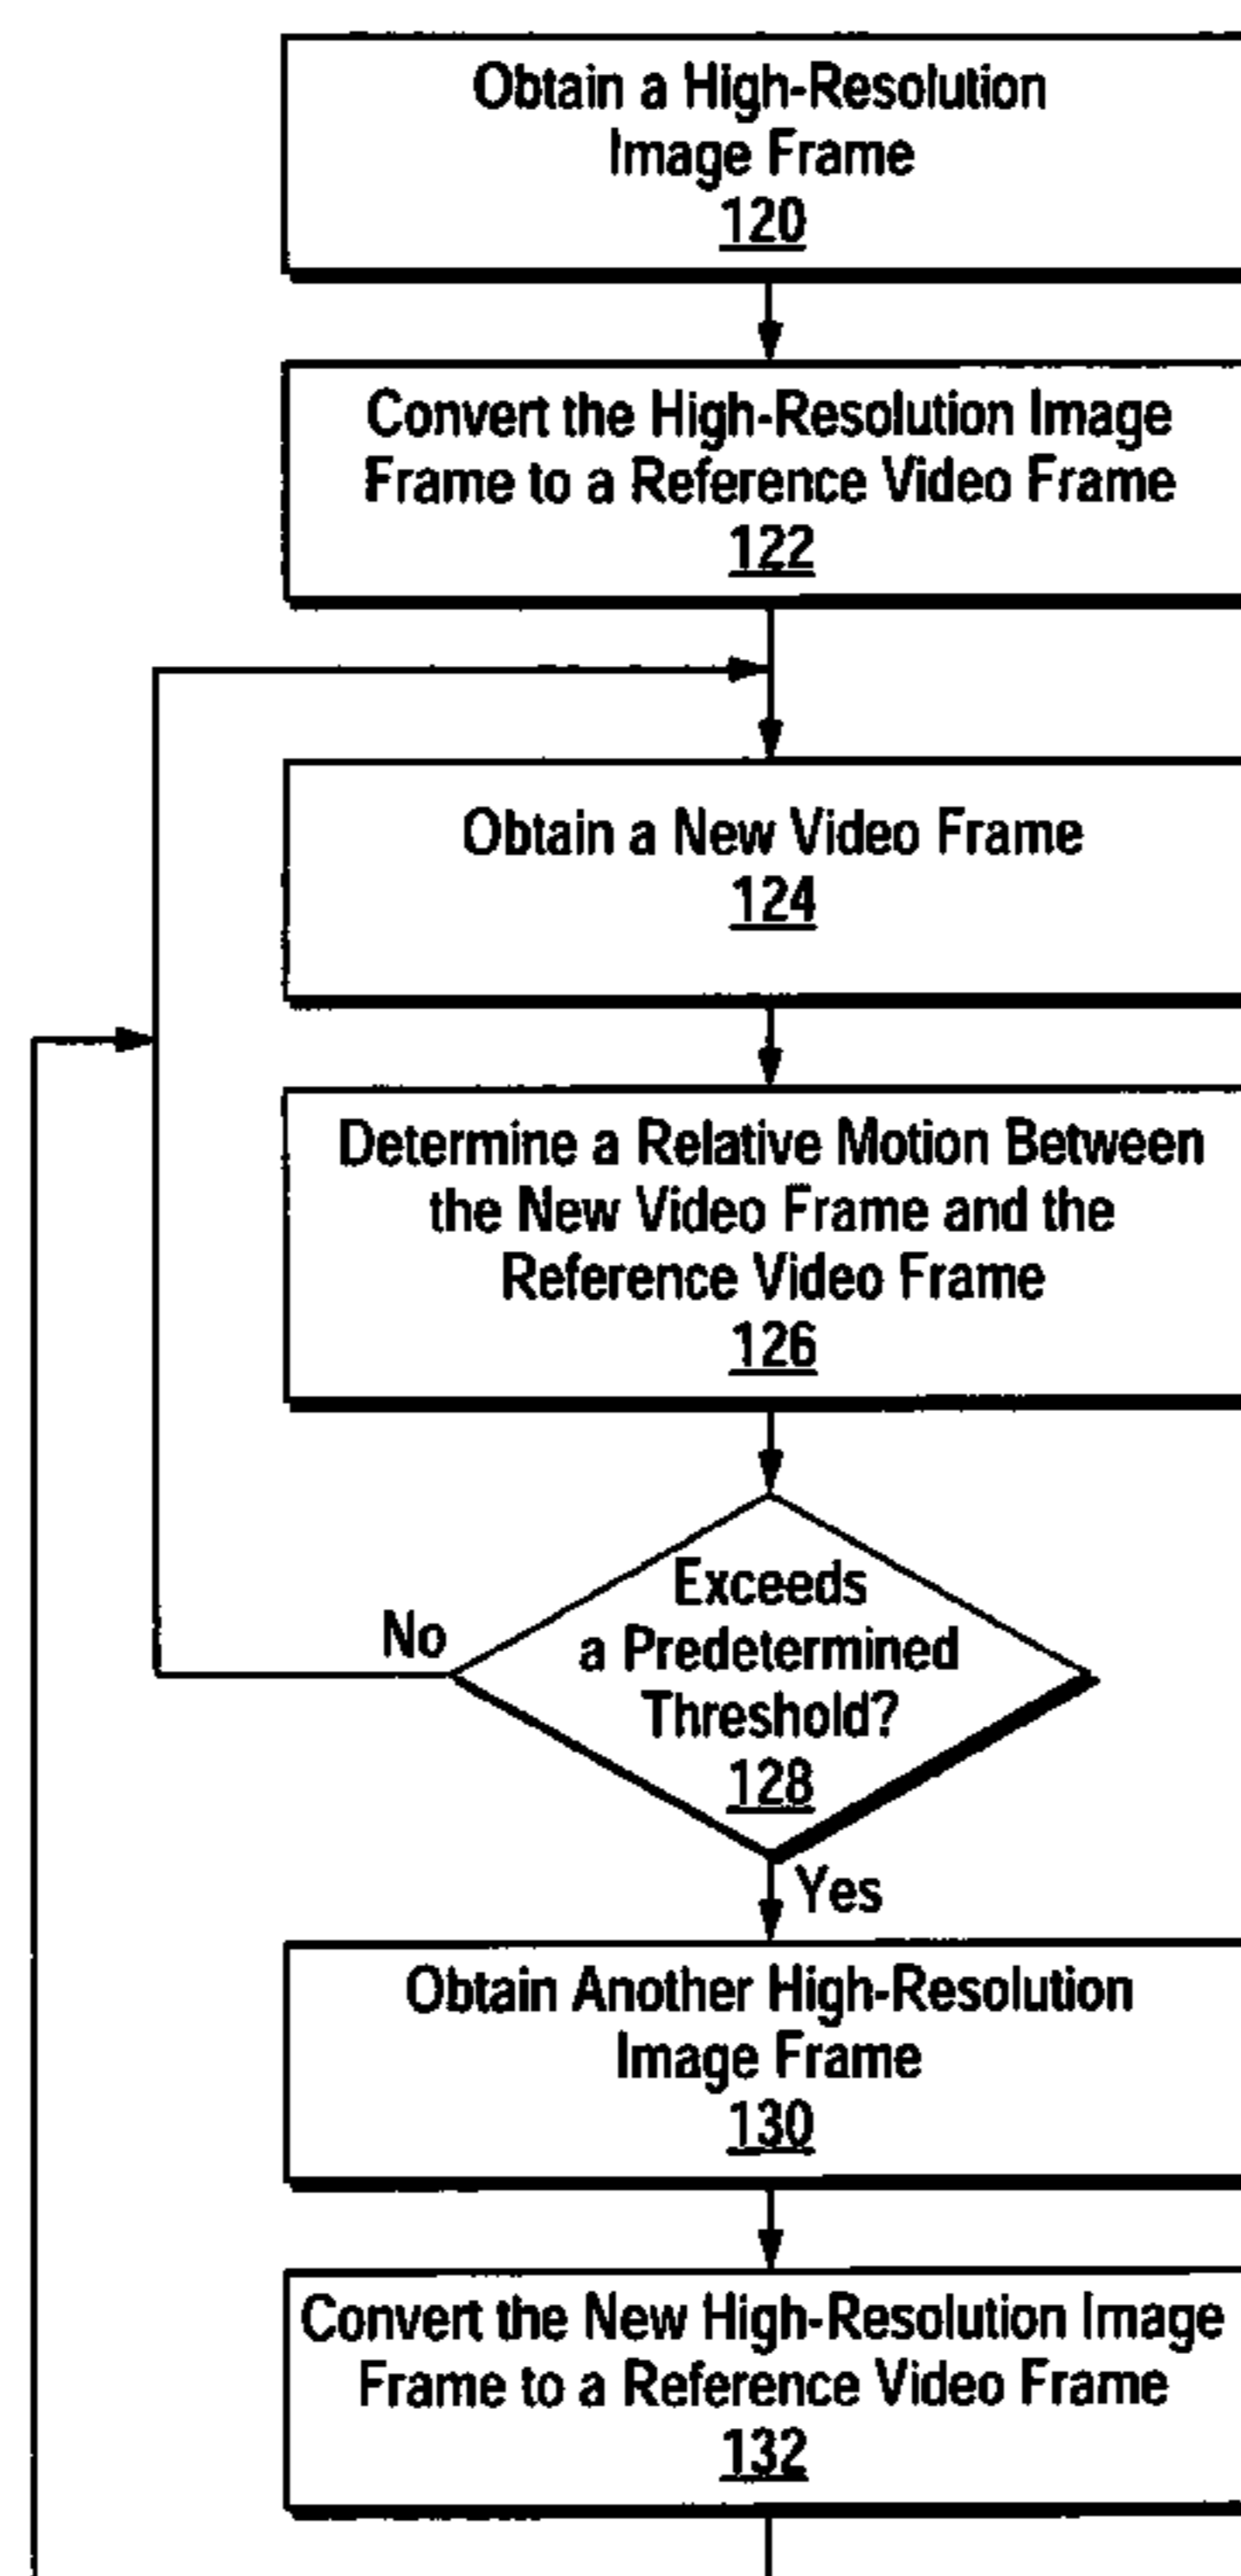 Obtain a High-Resolution
Image Frame
120
Convert the High-Resolution Image
Frame to a Reference Video Frame
122
Obtain a New Video Frame
124
Determine a Relative Motion Between
the New Video Frame and the
Reference Video Frame
126
Exceeds
a Predetermined
Threshold?
128
No
Yes
Obtain Another High-Resolution
Image Frame
130
Convert the New High-Resolution Image
Frame to a Reference Video Frame
132